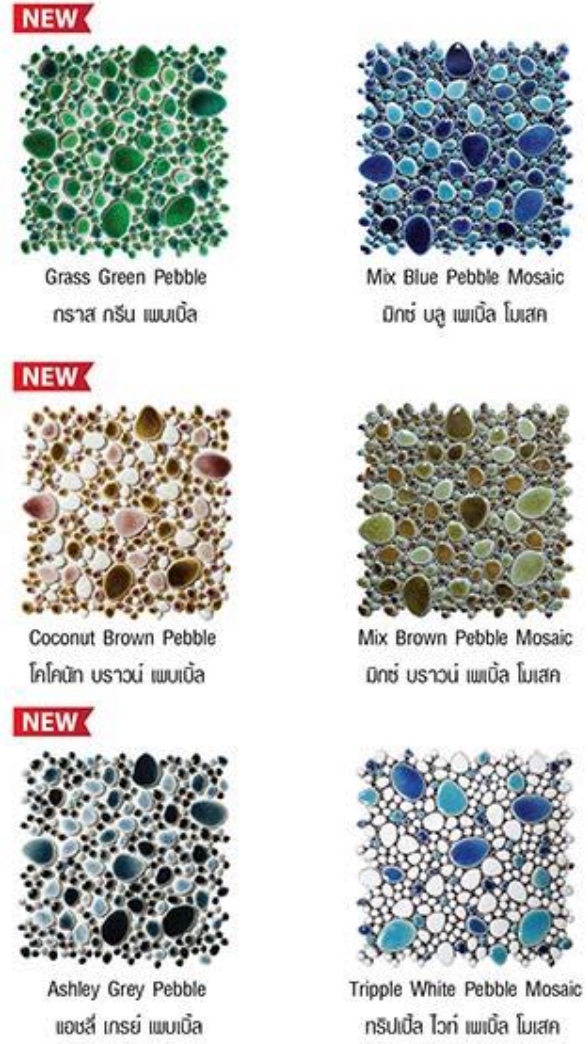 NEW
Grass Green Pebble
กราส กรีน เพบเบิ้ล
Mix Blue Pebble Mosaic
มิกซ์ บลู เพเบิ้ล โมเสค
NEW
Coconut Brown Pebble
โคโคนัท บราวน์ เพบเบิ้ล
Mix Brown Pebble Mosaic
มิกซ์ บราวน์ เพเบิ้ล โมเสค
NEW
Ashley Grey Pebble
แอชลี่ เกรย์ เพบเบิ้ล
Tripple White Pebble Mosaic
ทริปเปิ้ล ไวท์ เพเบิ้ล โมเสค